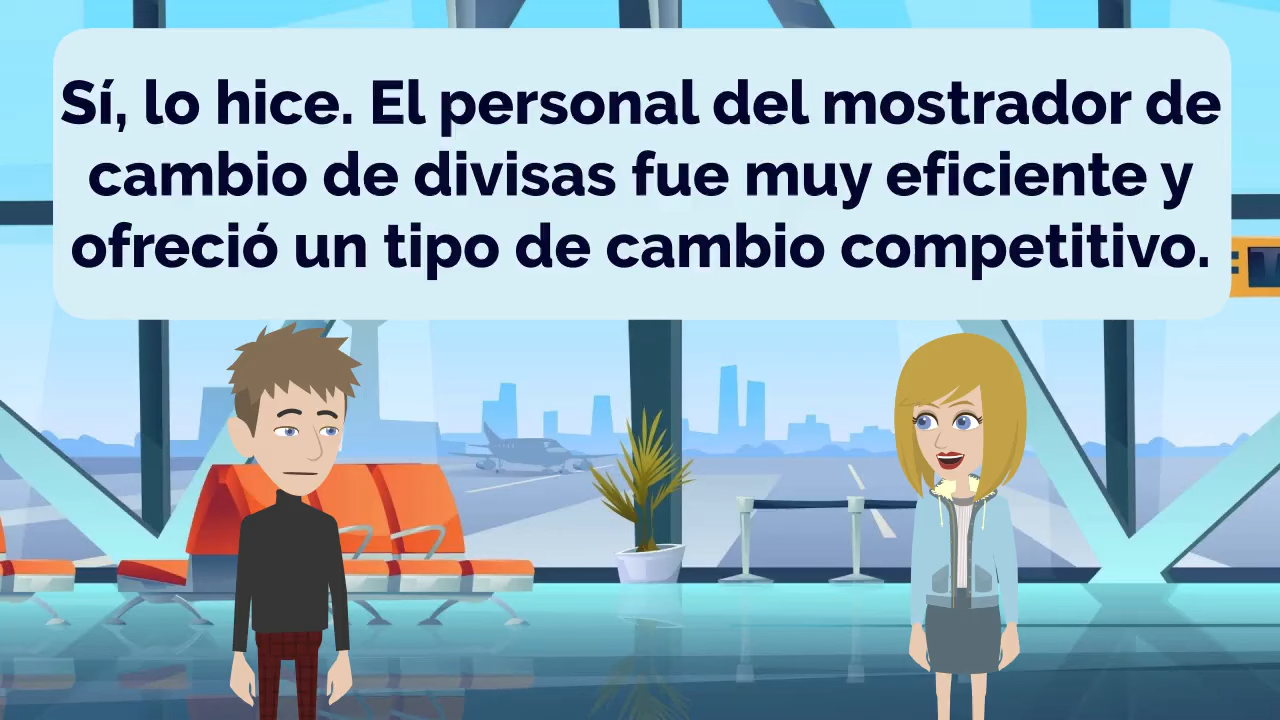 Sí, lo hice. El personal del mostrador de
cambio de divisas fue muy eficiente y
ofreció un tipo de cambio competitivo.